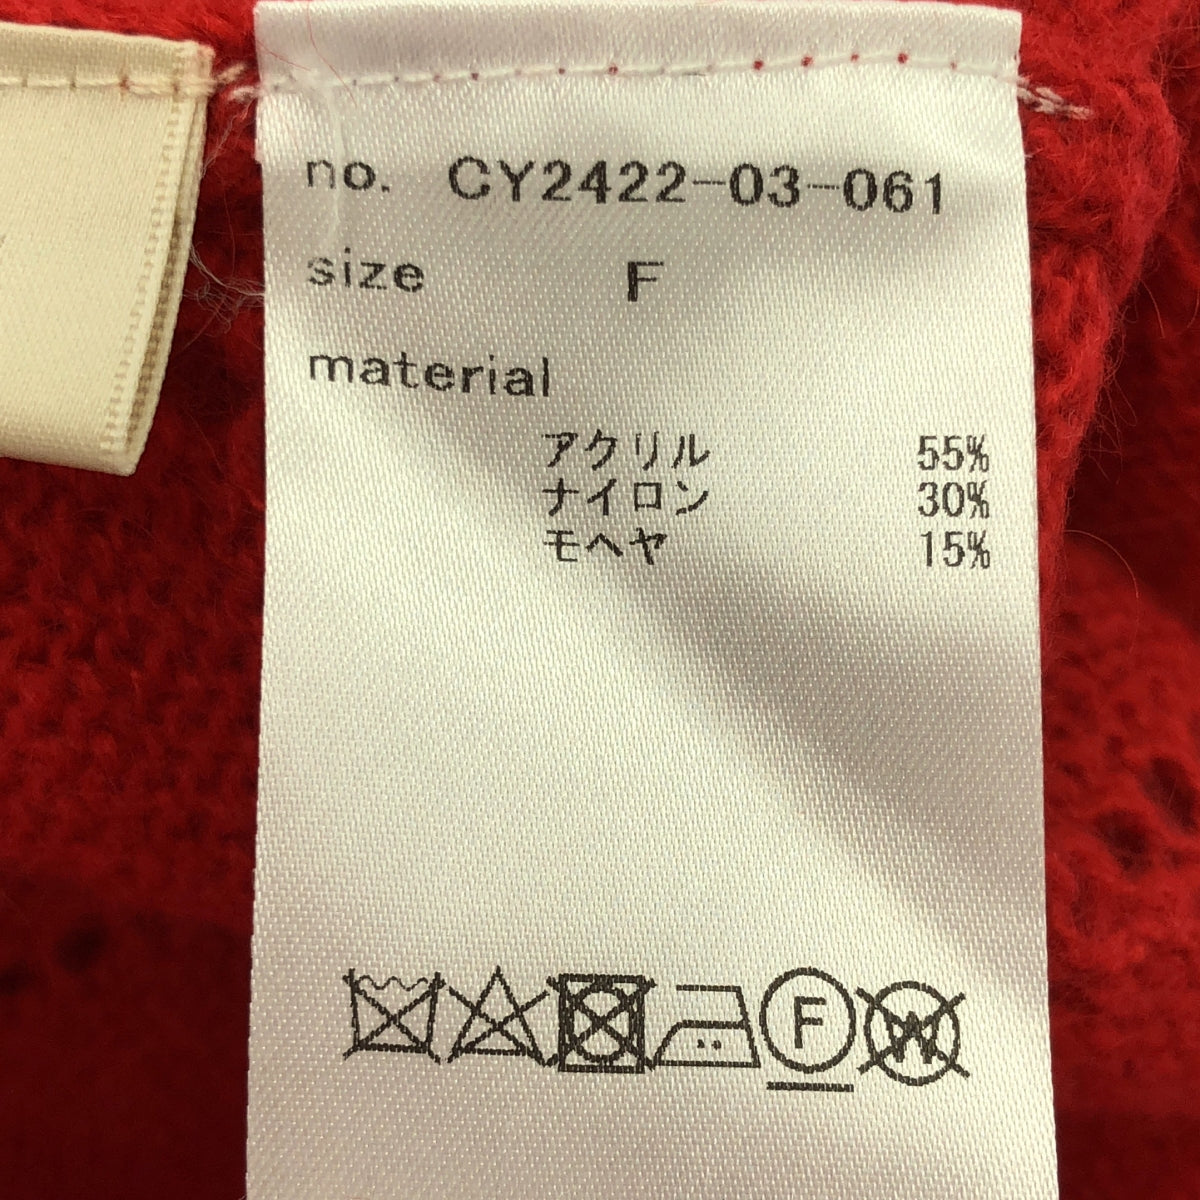 no. CY2422-03-061
size F
material
アクリル 55%
ナイロン 30%
モヘヤ 15%
F W